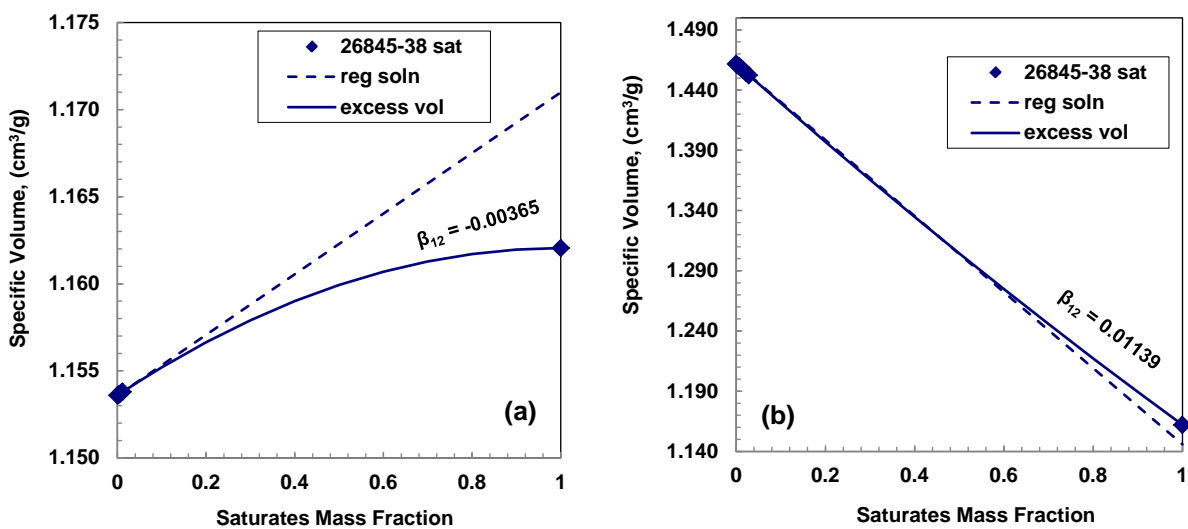 1.175
1.170
1.165
1.160
1.155
1.150
Specific Volume, (cm³/g)
26845-38 sat
reg soln
excess vol
β₁₂ = -0.00365
(a)
0 0.2 0.4 0.6 0.8 1
Saturates Mass Fraction
1.490
1.440
1.390
1.340
1.290
1.240
1.190
1.140
Specific Volume, (cm³/g)
26845-38 sat
reg soln
excess vol
β₁₂ = 0.01139
(b)
0 0.2 0.4 0.6 0.8 1
Saturates Mass Fraction